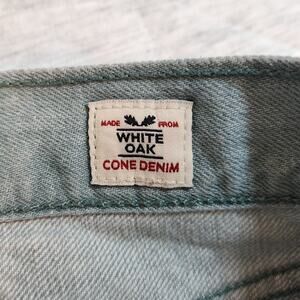 MADE FROM
WHITE
OAK
CONE DENIM